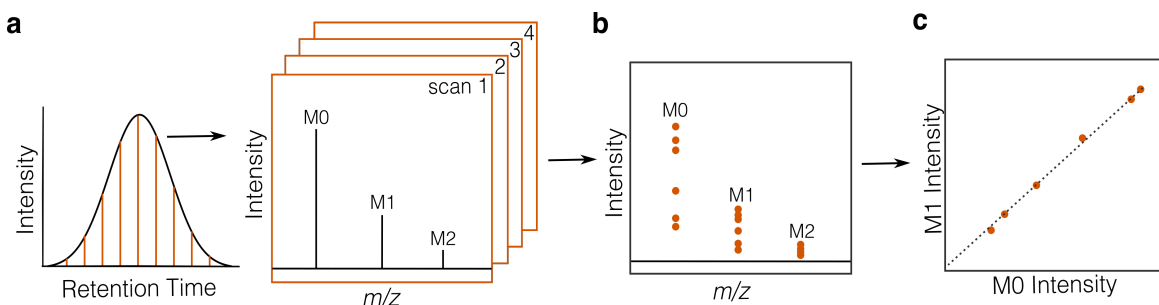 a
Intensity
Retention Time
4
3
2
scan 1
M0
M1
M2
Intensity
m/z
b
M0
M1
M2
Intensity
m/z
c
M1 Intensity
M0 Intensity